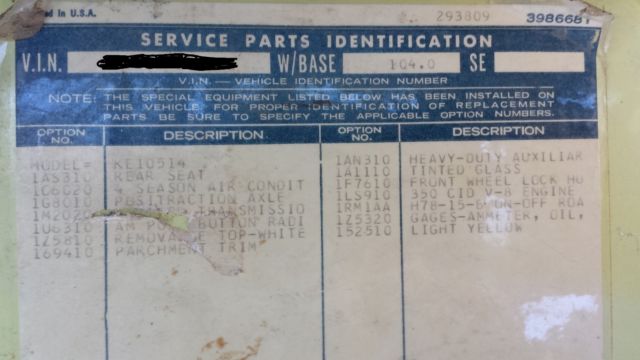 ed in U.S.A. 293809 3986681
SERVICE PARTS IDENTIFICATION
V.I.N. W/BASE 104.0 SE
V.I.N. — VEHICLE IDENTIFICATION NUMBER
NOTE: THE SPECIAL EQUIPMENT LISTED BELOW HAS BEEN INSTALLED ON
THIS VEHICLE. FOR PROPER IDENTIFICATION OF REPLACEMENT
PARTS BE SURE TO SPECIFY THE APPLICABLE OPTION NUMBERS.
OPTION NO. DESCRIPTION OPTION NO. DESCRIPTION
MODEL= KE10514
1AS310 REAR SEAT
1C6020 4 SEASON AIR CONDIT
1G8010 POSITRACTION AXLE
1M2020 TRANSMISSIO
1U6310 AM PUSH BUTTON RADI
1Z5810 REMOVABLE TOP-WHITE
169410 PARCHMENT TRIM
1AN310 HEAVY-DUTY AUXILIAR
1A1110 TINTED GLASS
1F7610 FRONT WHEEL LOCK HU
1LS910 350 CID V-8 ENGINE
1RM1AA H78-15-B ON-OFF ROA
1Z5320 GAGES-AMMETER, OIL,
152510 LIGHT YELLOW